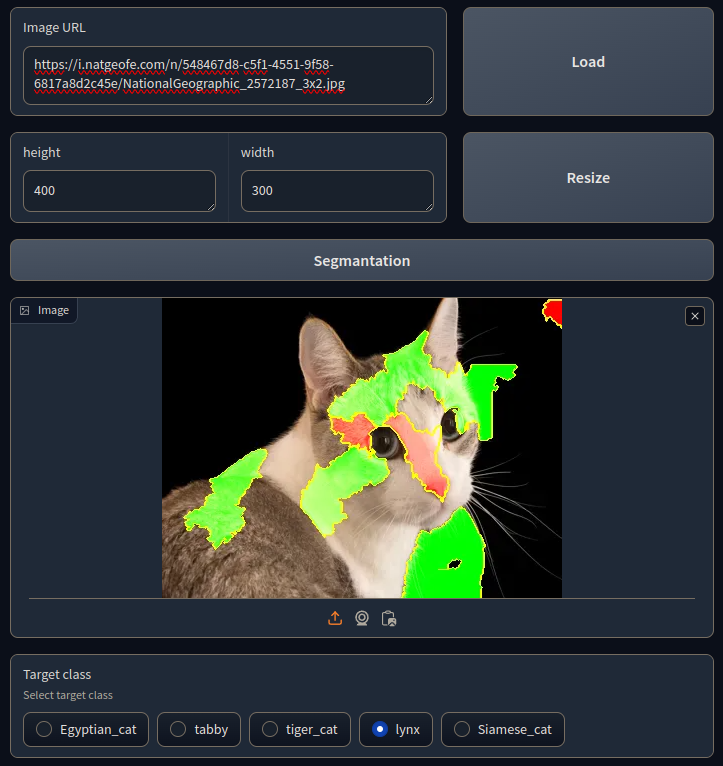 Image URL
https://i.natgeofe.com/n/548467d8-c5f1-4551-9f58-
6817a8d2c45e/NationalGeographic_2572187_3x2.jpg
Load
height
width
400
300
Resize
Segmantation
Image
Target class
Select target class
Egyptian_cat
tabby
tiger_cat
lynx
Siamese_cat